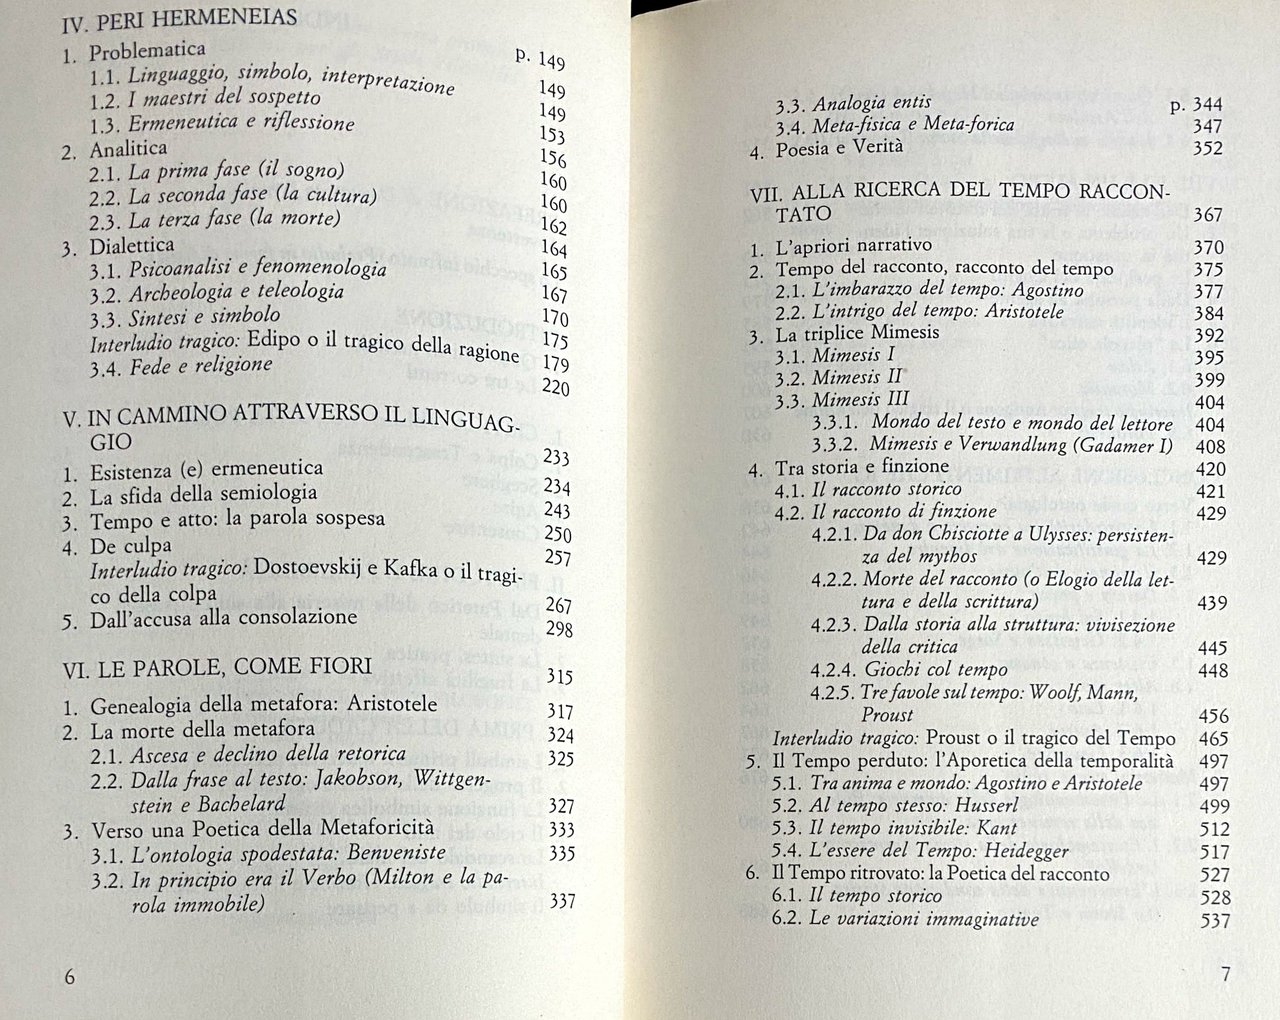 IV. PERI HERMENEIAS p. 149
1. Problematica 149
1.1. Linguaggio, simbolo, interpretazione 149
1.2. I maestri del sospetto 153
1.3. Ermeneutica e riflessione 156
2. Analitica 160
2.1. La prima fase (il sogno) 160
2.2. La seconda fase (la cultura) 162
2.3. La terza fase (la morte) 164
3. Dialettica 165
3.1. Psicoanalisi e fenomenologia 167
3.2. Archeologia e teleologia 170
3.3. Sintesi e simbolo 175
Interludio tragico: Edipo o il tragico della ragione 179
3.4. Fede e religione 220
V. IN CAMMINO ATTRAVERSO IL LINGUAG-
GIO 233
1. Esistenza (e) ermeneutica 234
2. La sfida della semiologia 243
3. Tempo e atto: la parola sospesa 250
4. De culpa 257
Interludio tragico: Dostoevskij e Kafka o il tragi-
co della colpa 267
5. Dall'accusa alla consolazione 298
VI. LE PAROLE, COME FIORI 315
1. Genealogia della metafora: Aristotele 317
2. La morte della metafora 324
2.1. Ascesa e declino della retorica 325
2.2. Dalla frase al testo: Jakobson, Wittgen-
stein e Bachelard 327
3. Verso una Poetica della Metaforicità 333
3.1. L'ontologia spodestata: Benveniste 335
3.2. In principio era il Verbo (Milton e la pa-
rola immobile) 337
6
3.3. Analogia entis p. 344
3.4. Meta-fisica e Meta-forica 347
4. Poesia e Verità 352
VII. ALLA RICERCA DEL TEMPO RACCON-
TATO 367
1. L'apriori narrativo 370
2. Tempo del racconto, racconto del tempo 375
2.1. L'imbarazzo del tempo: Agostino 377
2.2. L'intrigo del tempo: Aristotele 384
3. La triplice Mimesis 392
3.1. Mimesis I 395
3.2. Mimesis II 399
3.3. Mimesis III 404
3.3.1. Mondo del testo e mondo del lettore 404
3.3.2. Mimesis e Verwandlung (Gadamer I) 408
4. Tra storia e finzione 420
4.1. Il racconto storico 421
4.2. Il racconto di finzione 429
4.2.1. Da don Chisciotte a Ulysses: persisten-
za del mythos 429
4.2.2. Morte del racconto (o Elogio della let-
tura e della scrittura) 439
4.2.3. Dalla storia alla struttura: vivisezione
della critica 445
4.2.4. Giochi col tempo 448
4.2.5. Tre favole sul tempo: Woolf, Mann,
Proust 456
Interludio tragico: Proust o il tragico del Tempo 465
5. Il Tempo perduto: l'Aporetica della temporalità 497
5.1. Tra anima e mondo: Agostino e Aristotele 497
5.2. Al tempo stesso: Husserl 499
5.3. Il tempo invisibile: Kant 512
5.4. L'essere del Tempo: Heidegger 517
6. Il Tempo ritrovato: la Poetica del racconto 527
6.1. Il tempo storico 528
6.2. Le variazioni immaginative 537
7